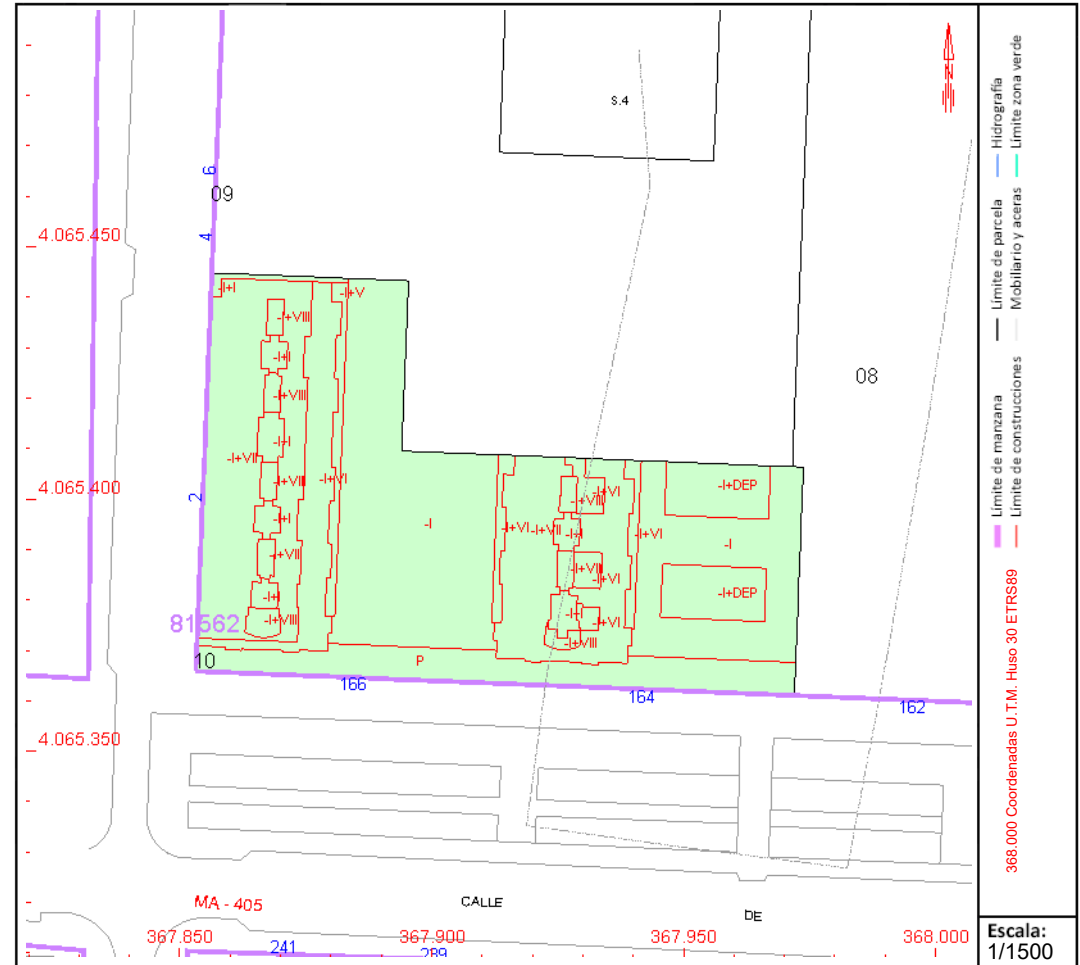 S.4
6
09
4.065.450
4
-I+I
-I+V
-I+VIII
-I+I
08
-I+VIII
-I+I
-I+VII
4.065.400
2
-I+VI
-I+I
-I+VII
-I
-I+VI
-I+VII
-I+VI
-I+VI
-I+DEP
-I
-I+VII
-I+VI
-I+DEP
-I+I
-I+VIII
-I+VI
-I+VIII
81562
10
P
166
164
162
4.065.350
MA - 405
CALLE
DE
367.850
367.900
367.950
368.000
241
289
N
Límite de manzana
Límite de parcela
Hidrografía
Límite de construcciones
Mobiliario y aceras
Límite zona verde
368.000 Coordenadas U.T.M. Huso 30 ETRS89
Escala:
1/1500